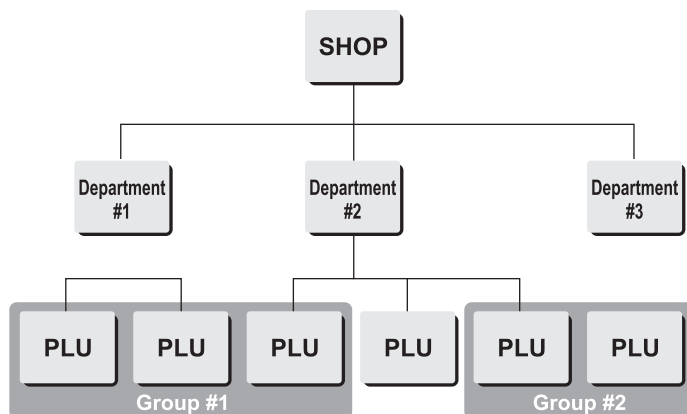 SHOP
Department
#1
Department
#2
Department
#3
PLU
PLU
PLU
PLU
PLU
PLU
Group #1
Group #2